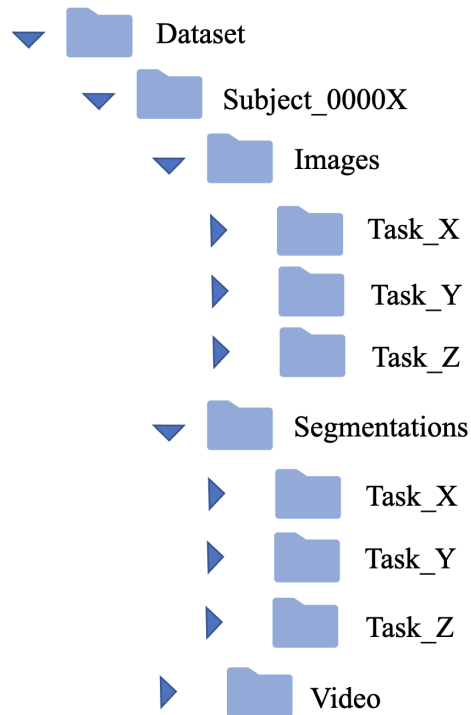 Dataset
Subject_0000X
Images
Task_X
Task_Y
Task_Z
Segmentations
Task_X
Task_Y
Task_Z
Video